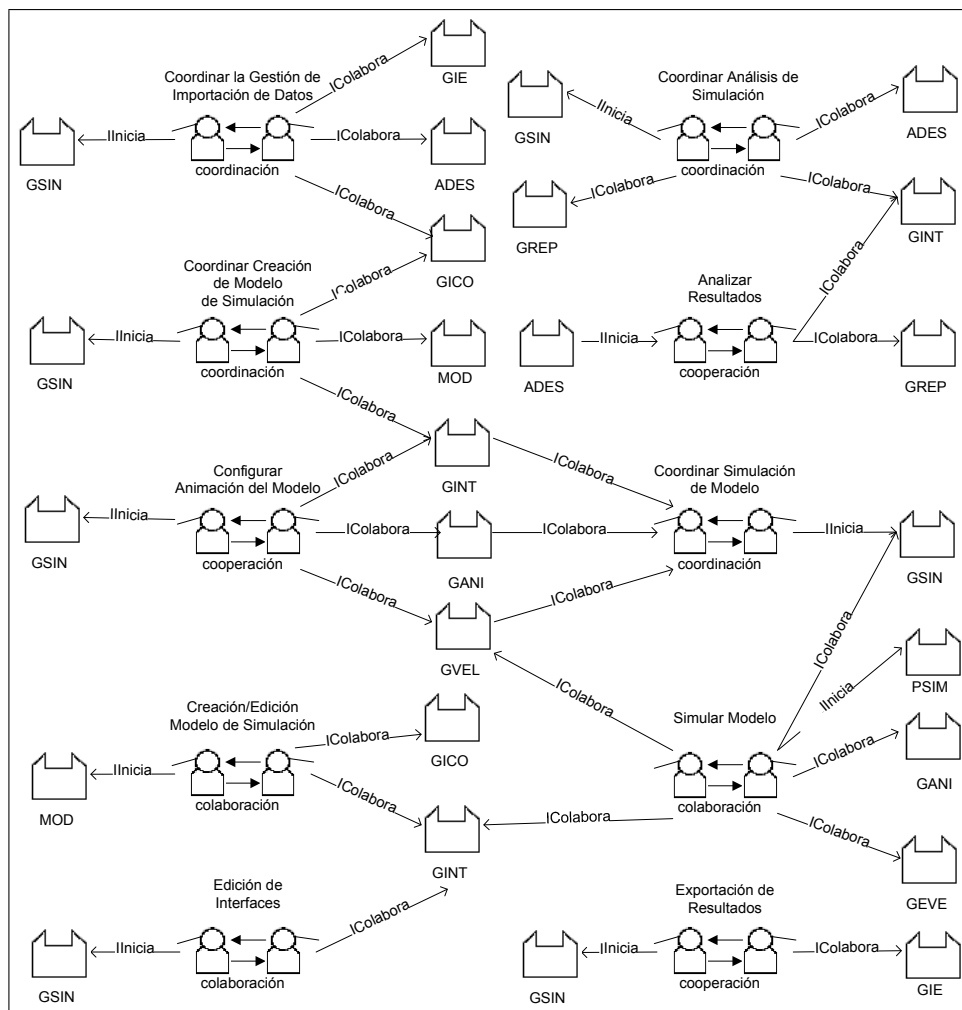 Coordinar la Gestión de
Importación de Datos
IInicia
GSIN
coordinación
IColabora
GIE
IColabora
ADES
IColabora
GICO
Coordinar Análisis de
Simulación
IInicia
GSIN
IColabora
ADES
IColabora
GREP
coordinación
IColabora
GINT
Coordinar Creación
de Modelo
de Simulación
IInicia
GSIN
coordinación
IColabora
IColabora
MOD
IColabora
Analizar
Resultados
IInicia
ADES
cooperación
IColabora
IColabora
GREP
Configurar
Animación del Modelo
IInicia
GSIN
cooperación
IColabora
GINT
IColabora
GANI
IColabora
GVEL
Coordinar Simulación
de Modelo
IColabora
IColabora
IColabora
coordinación
IInicia
GSIN
Creación/Edición
Modelo de Simulación
IInicia
MOD
colaboración
IColabora
GICO
IColabora
GINT
Simular Modelo
IColabora
IColabora
IInicia
PSIM
IColabora
GANI
colaboración
IColabora
IColabora
GEVE
Edición de
Interfaces
IInicia
GSIN
colaboración
IColabora
Exportación de
Resultados
IInicia
GSIN
cooperación
IColabora
GIE